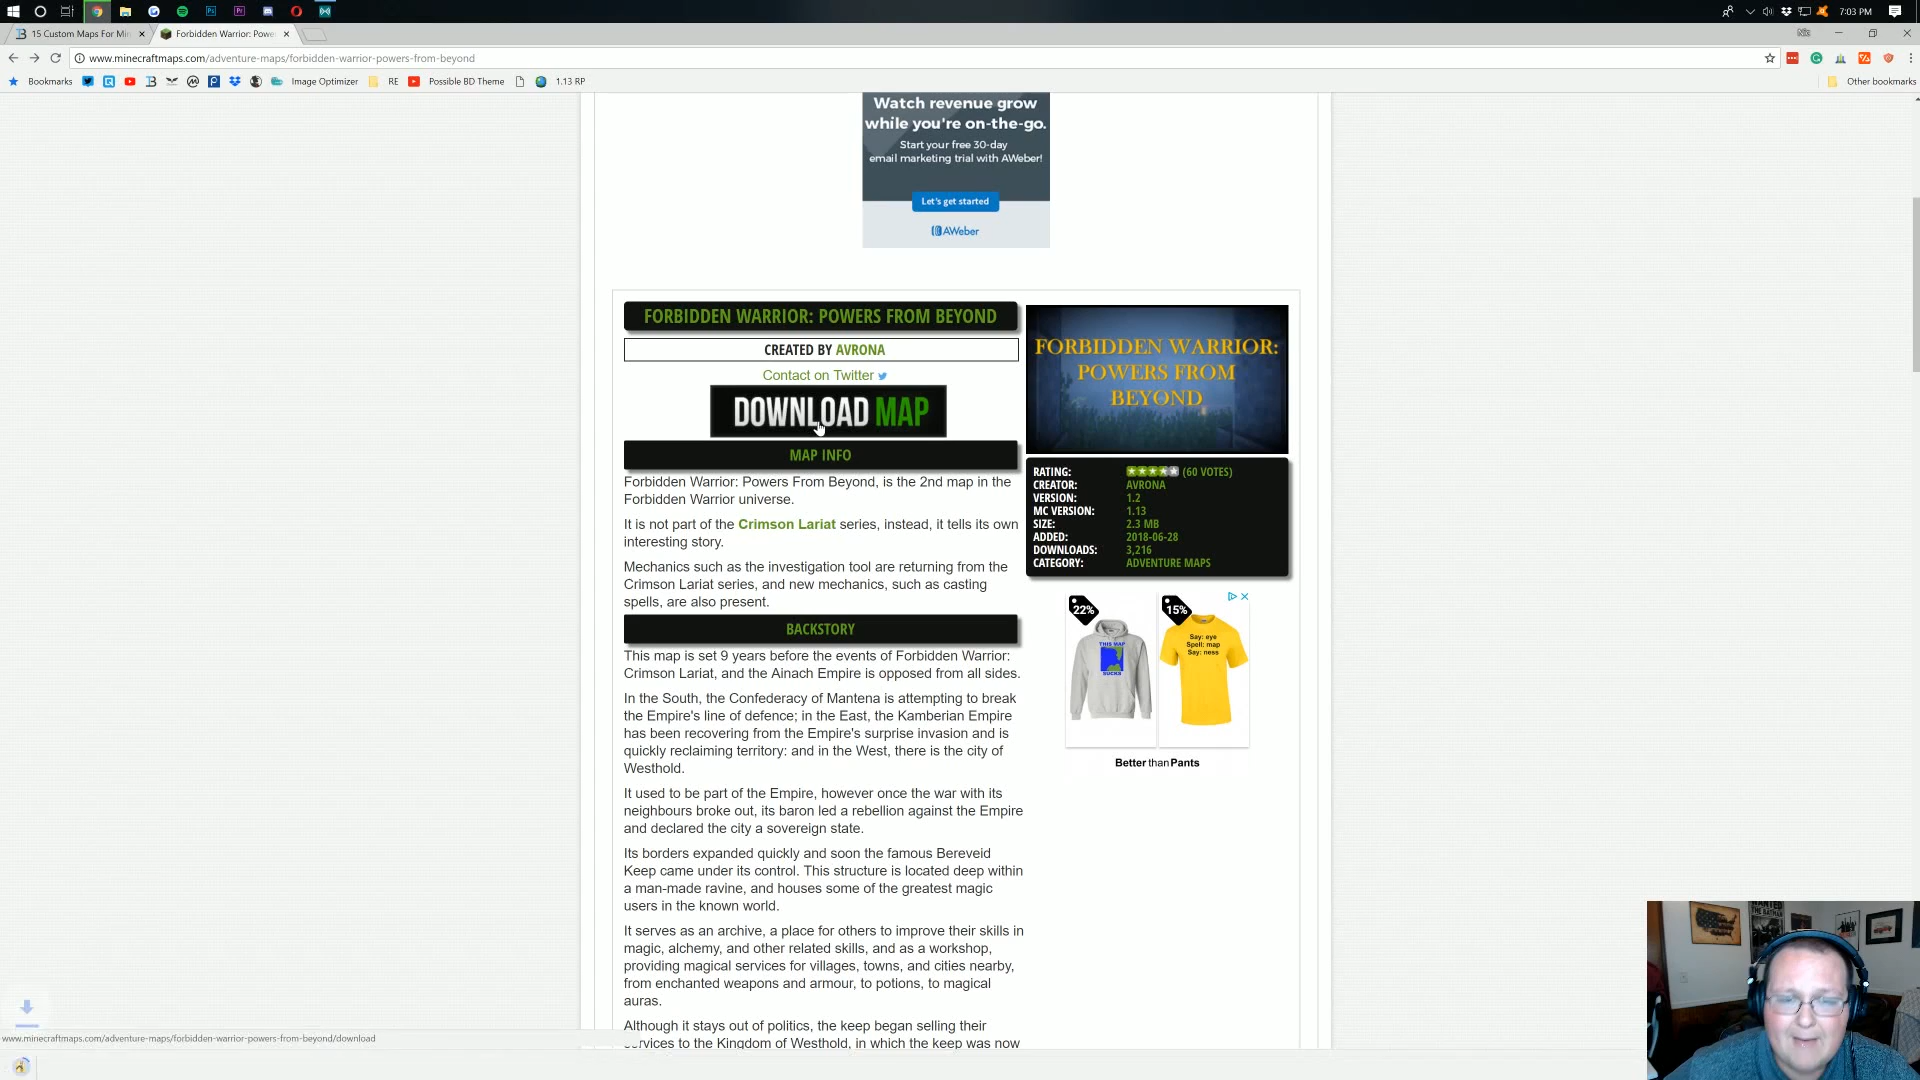 7:03 PM
15 Custom Maps For Min
Forbidden Warrior: Powe
www.minecraftmaps.com/adventure-maps/forbidden-warrior-powers-from-beyond
Bookmarks
Image Optimizer
RE
Possible BD Theme
1.13 RP
Other bookmarks
Watch revenue grow
while you're on-the-go.
Start your free 30-day
email marketing trial with AWeber!
Let's get started
AWeber
FORBIDDEN WARRIOR: POWERS FROM BEYOND
CREATED BY AVRONA
Contact on Twitter
DOWNLOAD MAP
MAP INFO
Forbidden Warrior: Powers From Beyond, is the 2nd map in the
Forbidden Warrior universe.
It is not part of the Crimson Lariat series, instead, it tells its own
interesting story.
Mechanics such as the investigation tool are returning from the
Crimson Lariat series, and new mechanics, such as casting
spells, are also present.
BACKSTORY
This map is set 9 years before the events of Forbidden Warrior:
Crimson Lariat, and the Ainach Empire is opposed from all sides.
In the South, the Confederacy of Mantena is attempting to break
the Empire's line of defence; in the East, the Kamberian Empire
has been recovering from the Empire's surprise invasion and is
quickly reclaiming territory: and in the West, there is the city of
Westhold.
It used to be part of the Empire, however once the war with its
neighbours broke out, its baron led a rebellion against the Empire
and declared the city a sovereign state.
Its borders expanded quickly and soon the famous Bereveid
Keep came under its control. This structure is located deep within
a man-made ravine, and houses some of the greatest magic
users in the known world.
It serves as an archive, a place for others to improve their skills in
magic, alchemy, and other related skills, and as a workshop,
providing magical services for villages, towns, and cities nearby,
from enchanted weapons and armour, to potions, to magical
auras.
Although it stays out of politics, the keep began selling their
services to the Kingdom of Westhold, in which the keep was now
FORBIDDEN WARRIOR:
POWERS FROM
BEYOND
RATING: (60 VOTES)
CREATOR: AVRONA
VERSION: 1.2
MC VERSION: 1.13
SIZE: 2.3 MB
ADDED: 2018-06-28
DOWNLOADS: 3,216
CATEGORY: ADVENTURE MAPS
22%
THIS MAP
SUCKS
15%
Say: eye
Spell: map
Say: ness
Better than Pants
www.minecraftmaps.com/adventure-maps/forbidden-warrior-powers-from-beyond/download